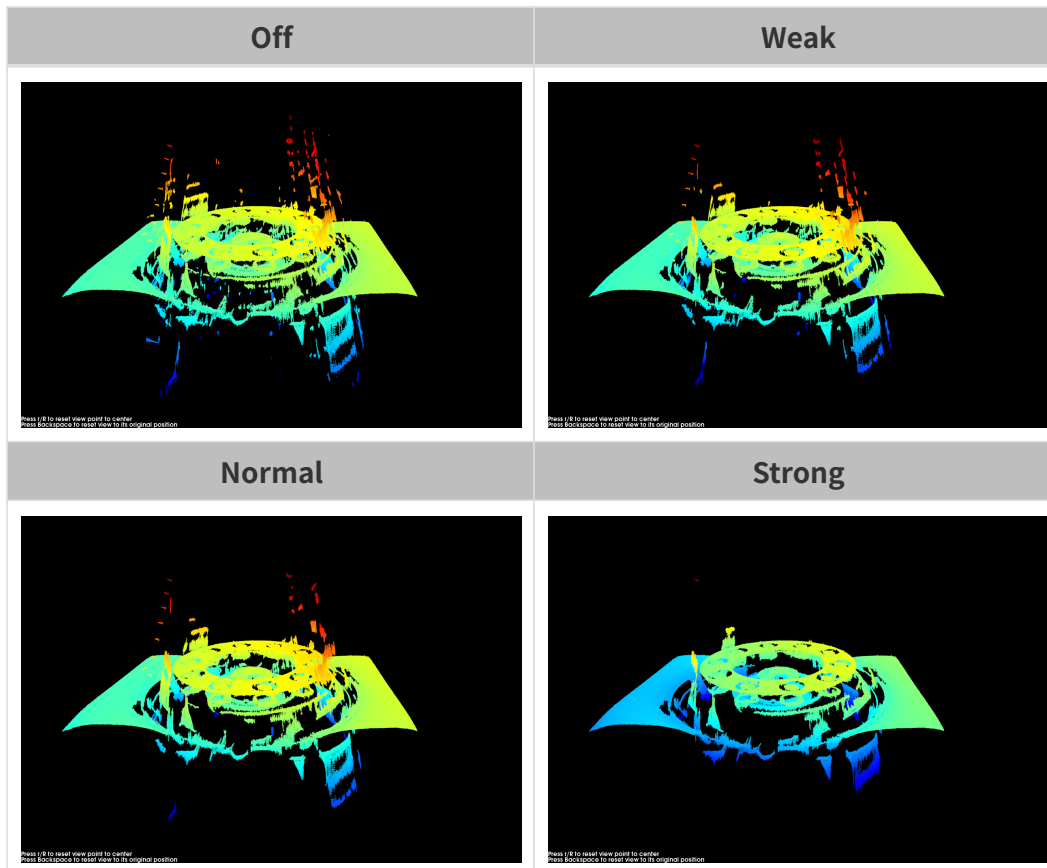 Off
Weak
Press r/R to reset view point to center
Press Backspace to reset view to its original position
Press r/R to reset view point to center
Press Backspace to reset view to its original position
Normal
Strong
Press r/R to reset view point to center
Press Backspace to reset view to its original position
Press r/R to reset view point to center
Press Backspace to reset view to its original position